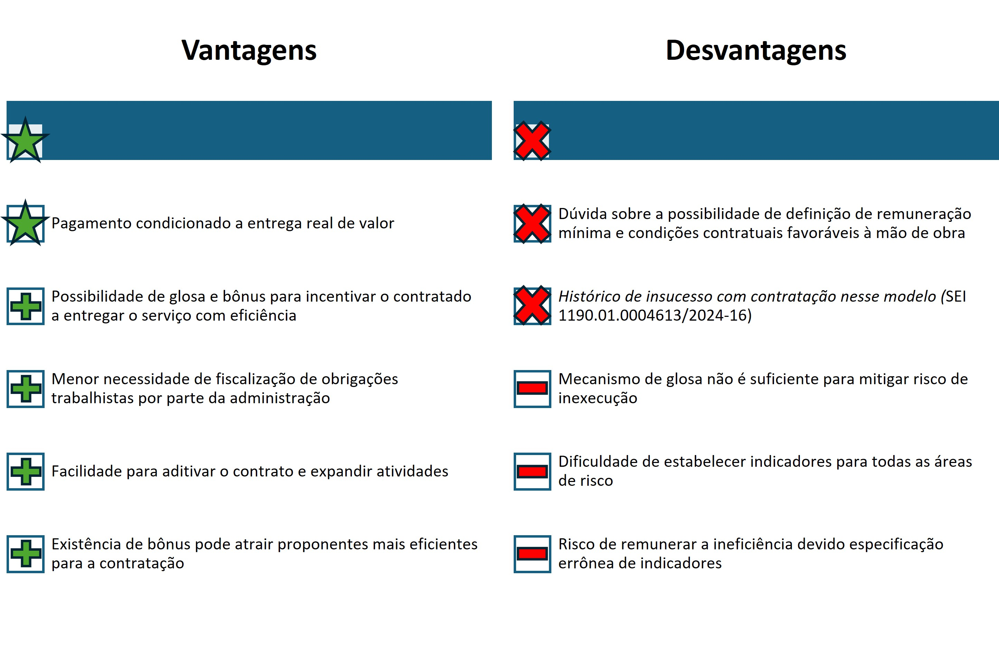 Vantagens
Pagamento condicionado a entrega real de valor
Possibilidade de glosa e bônus para incentivar o contratado
a entregar o serviço com eficiência
Menor necessidade de fiscalização de obrigações
trabalhistas por parte da administração
Facilidade para aditivar o contrato e expandir atividades
Existência de bônus pode atrair proponentes mais eficientes
para a contratação
Desvantagens
Dúvida sobre a possibilidade de definição de remuneração
mínima e condições contratuais favoráveis à mão de obra
Histórico de insucesso com contratação nesse modelo (SEI
1190.01.0004613/2024-16)
Mecanismo de glosa não é suficiente para mitigar risco de
inexecução
Dificuldade de estabelecer indicadores para todas as áreas
de risco
Risco de remunerar a ineficiência devido especificação
errônea de indicadores